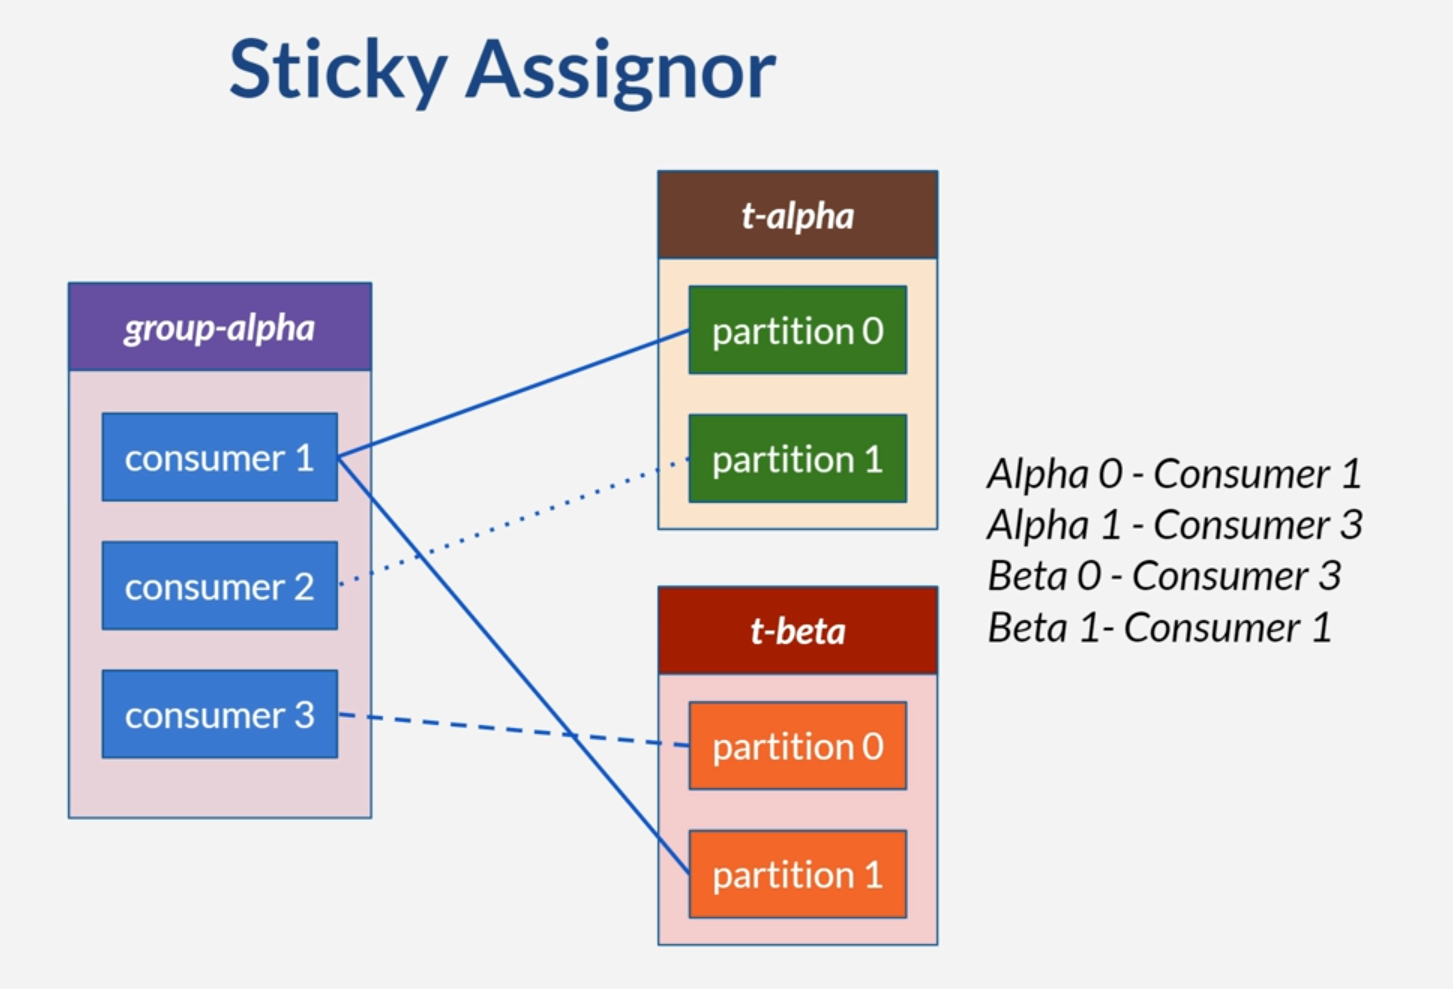 Sticky Assignor
group-alpha
consumer 1
consumer 2
consumer 3
t-alpha
partition 0
partition 1
t-beta
partition 0
partition 1
Alpha 0 - Consumer 1
Alpha 1 - Consumer 3
Beta 0 - Consumer 3
Beta 1- Consumer 1